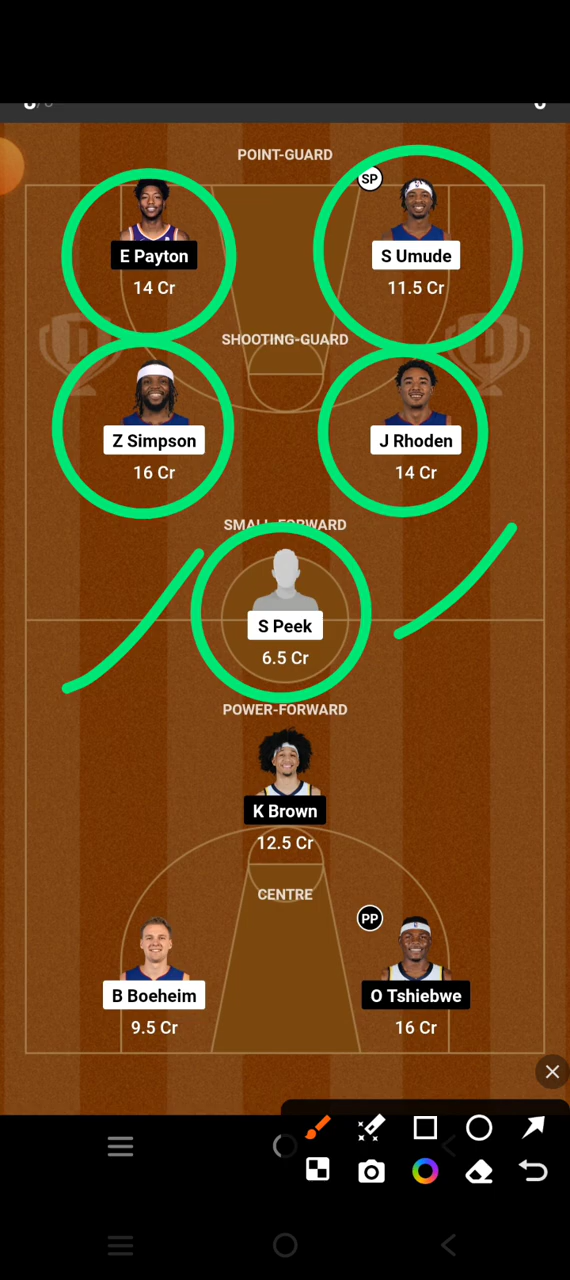 POINT-GUARD
SP
E Payton
S Umude
14 Cr
11.5 Cr
SHOOTING-GUARD
Z Simpson
J Rhoden
16 Cr
14 Cr
SMALL-FORWARD
S Peek
6.5 Cr
POWER-FORWARD
K Brown
12.5 Cr
CENTRE
PP
B Boeheim
O Tshiebwe
9.5 Cr
16 Cr